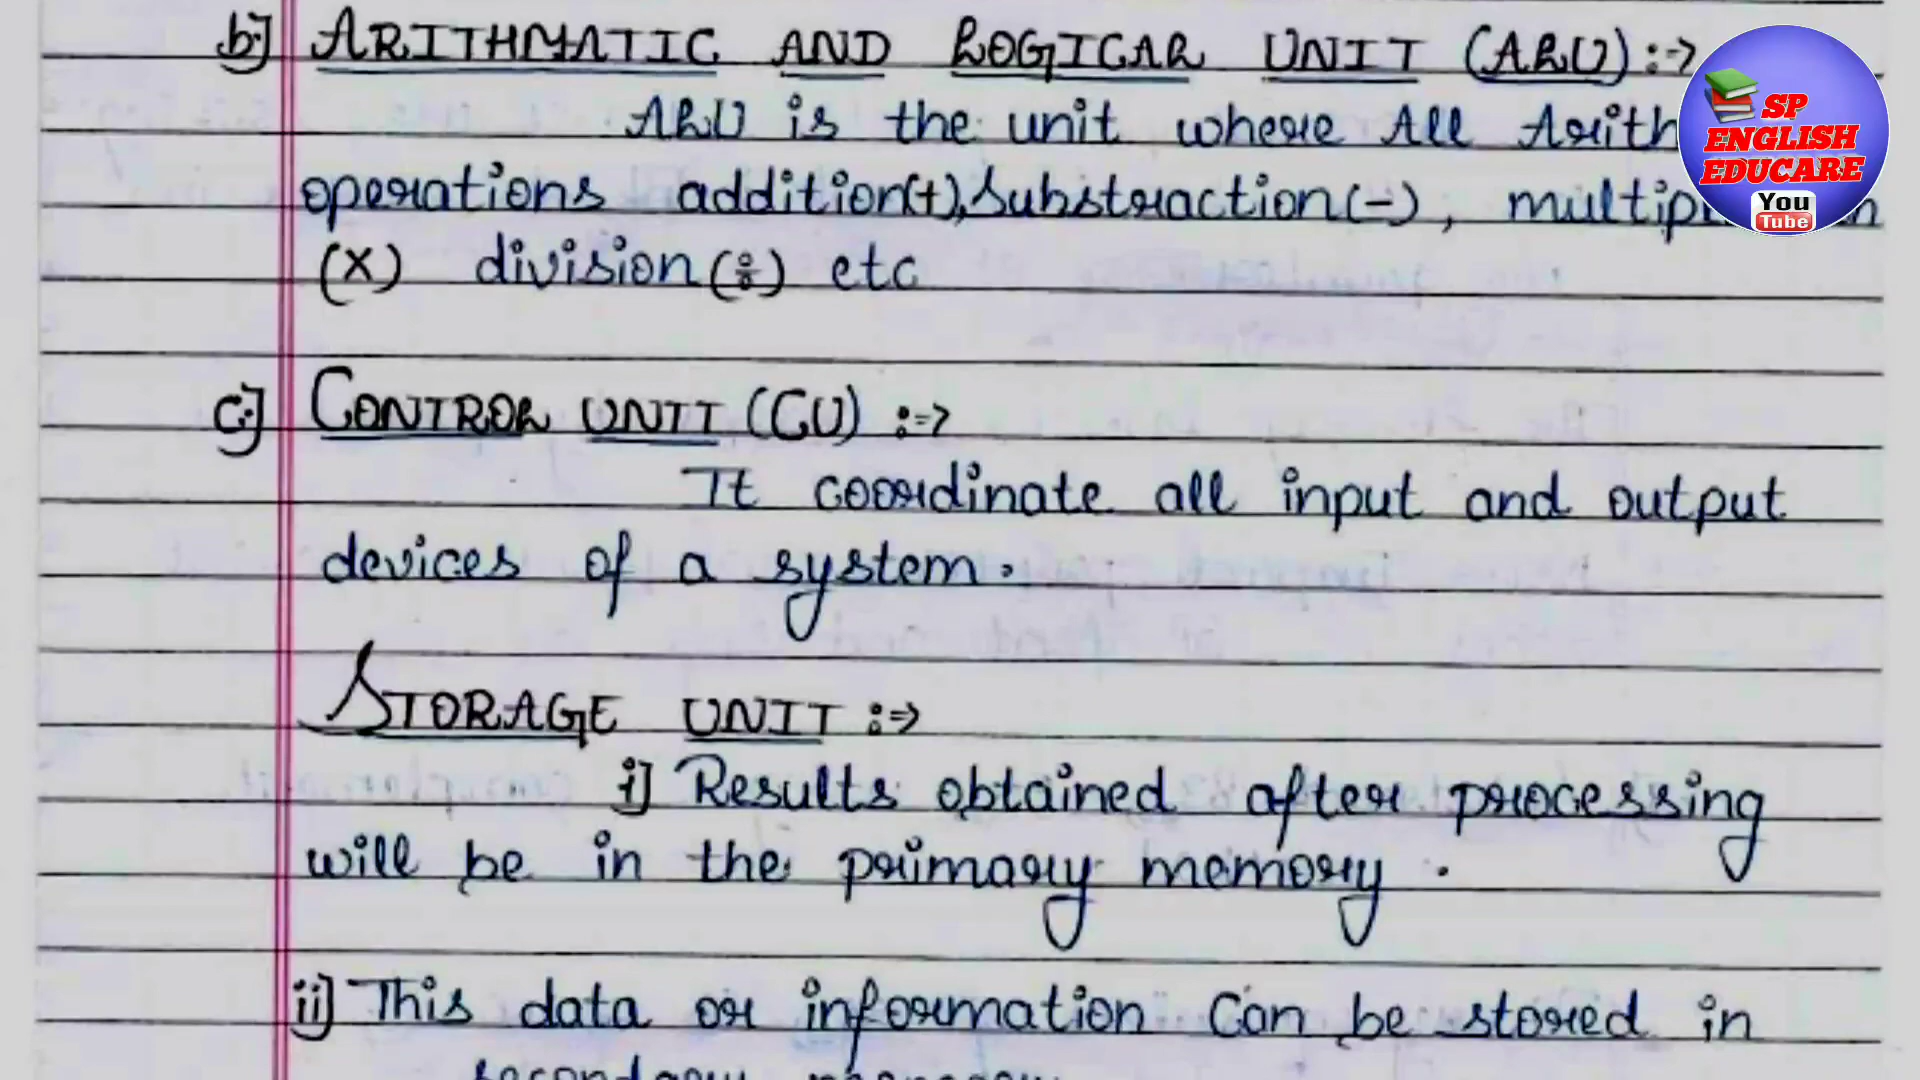 b.] ARITHMATIC AND LOGICAL UNIT (ALU) :->
ALU is the unit where All Arith
operations addition(+), Substraction(-), multipl
(x) division(÷) etc
c.] CONTROL UNIT (CU) :->
It coordinate all input and output
devices of a system.
STORAGE UNIT :->
i] Results obtained after processing
will be in the primary memory.
ii] This data or information can be stored in
SP
ENGLISH
EDUCARE
You
Tube